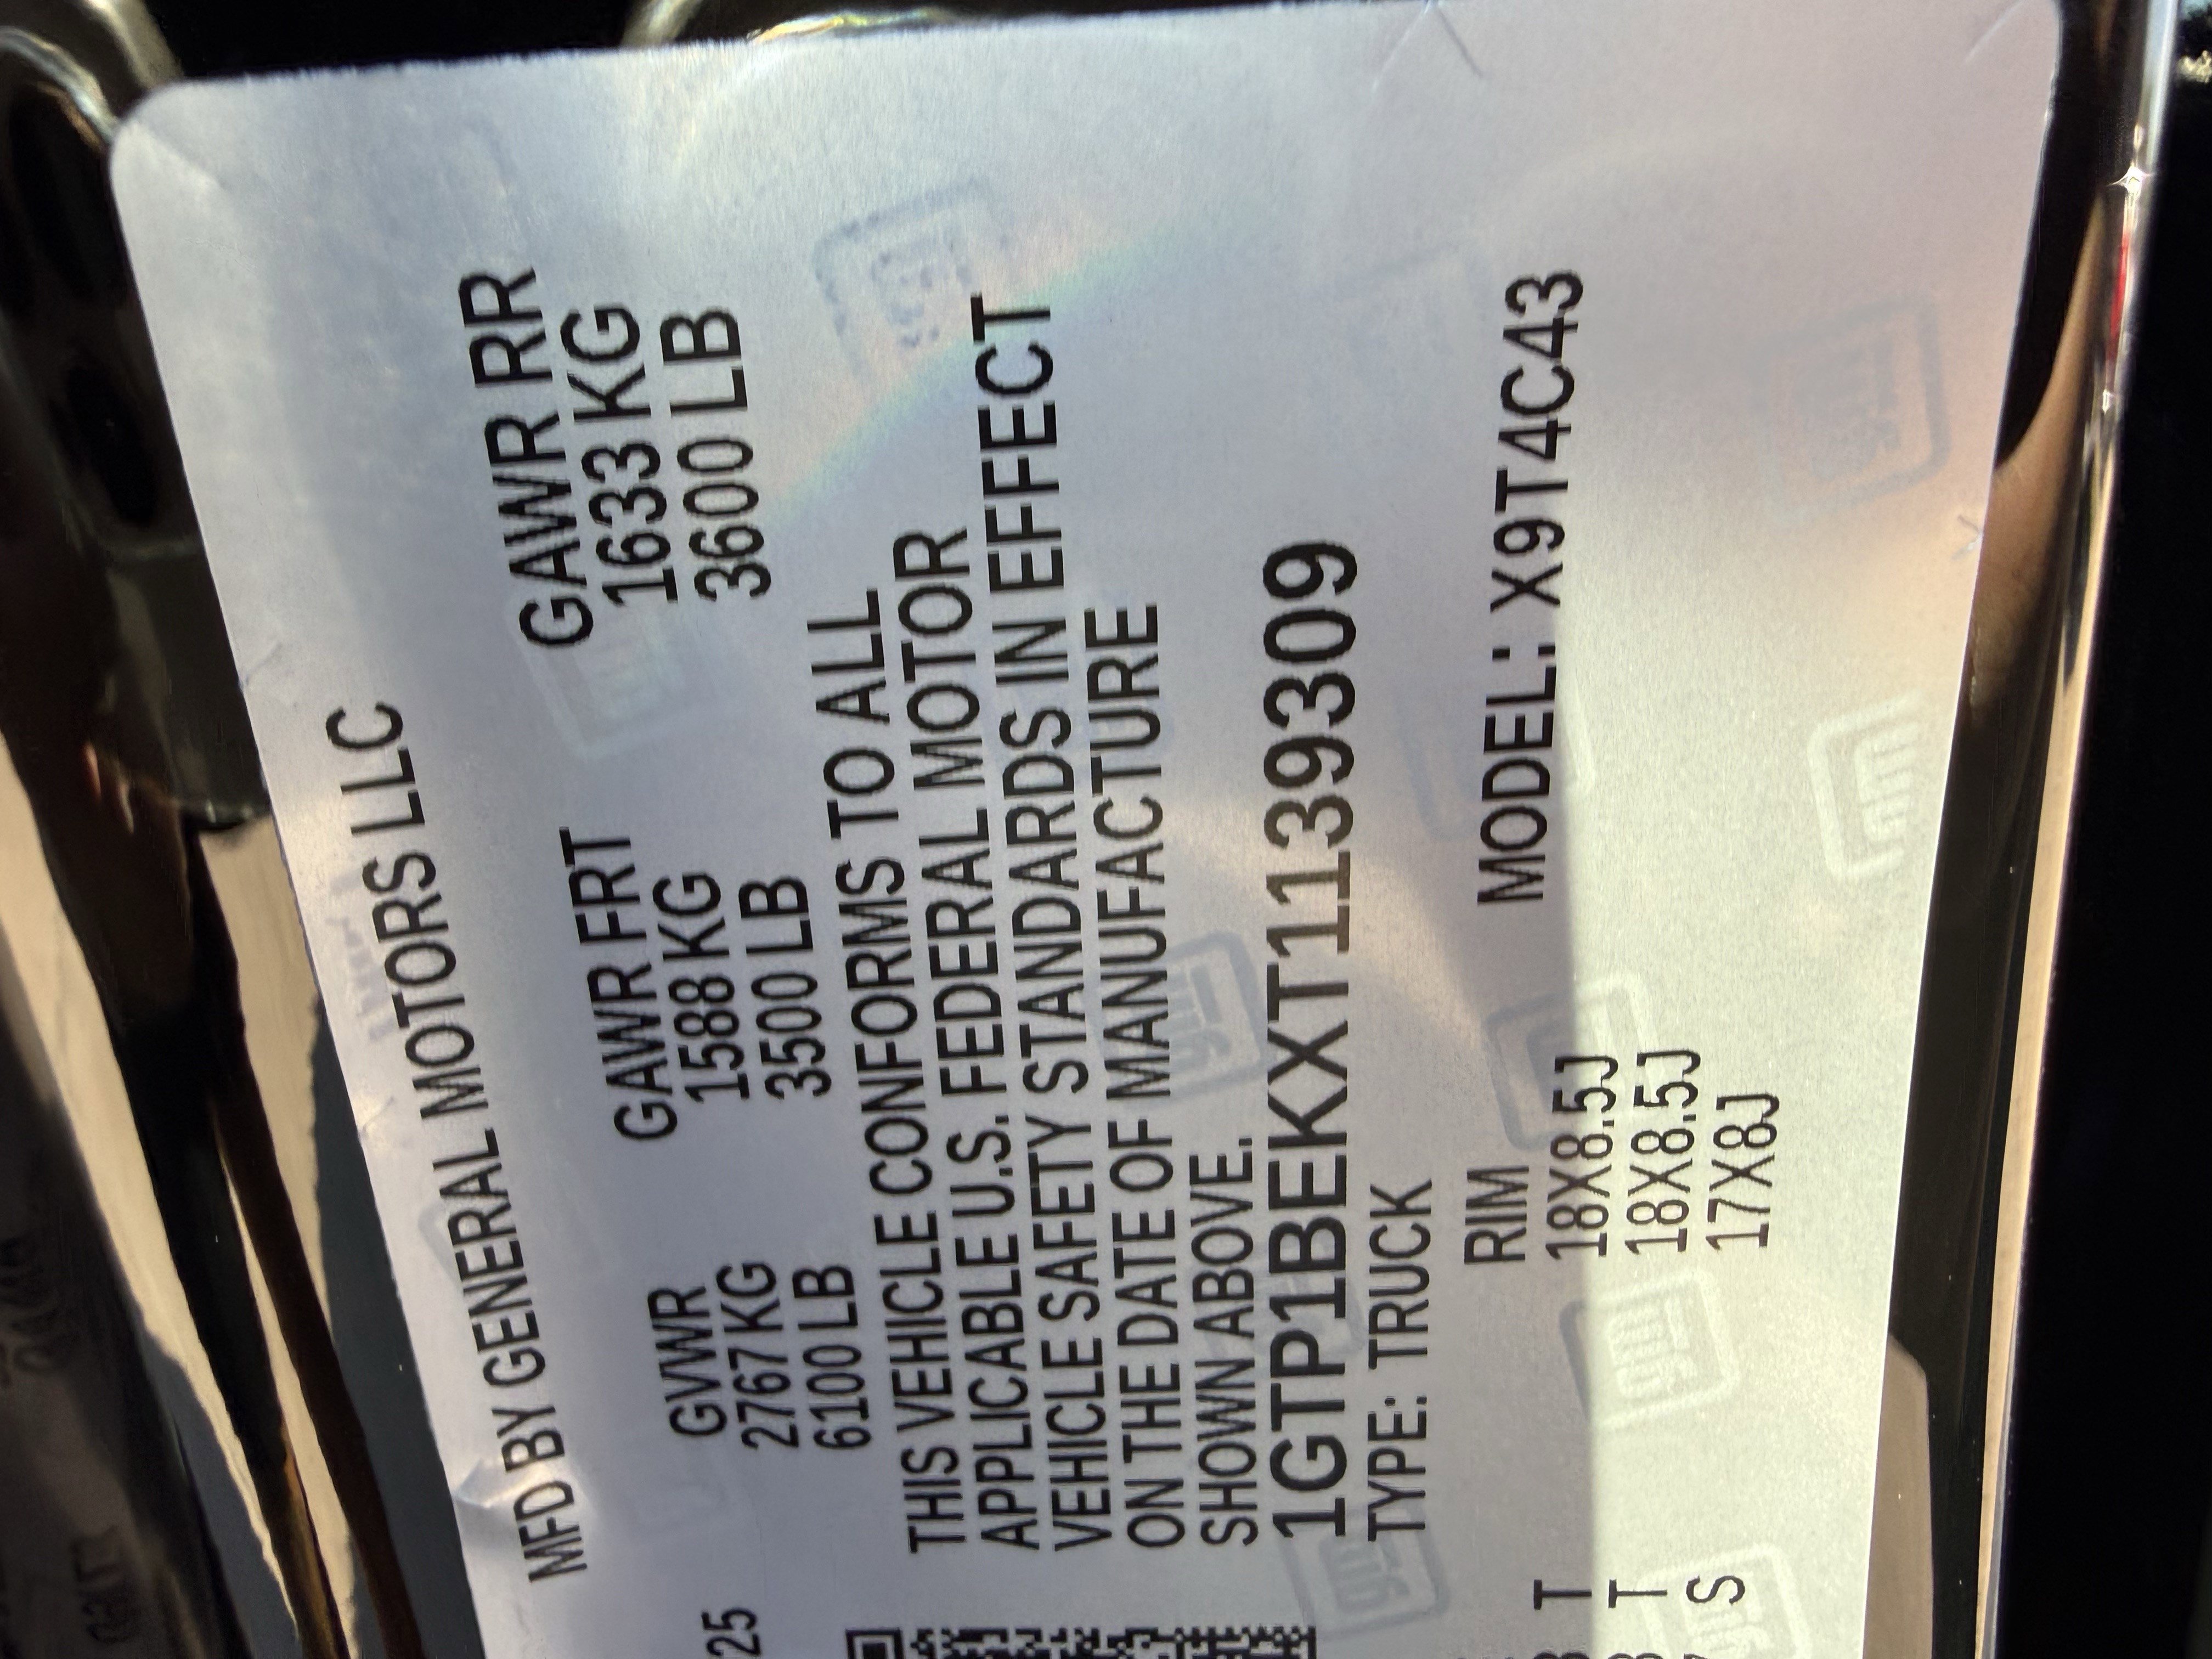 MFD BY GENERAL MOTORS LLC
25 GVWR GAWR FRT GAWR RR
2767 KG 1588 KG 1633 KG
6100 LB 3500 LB 3600 LB
THIS VEHICLE CONFORMS TO ALL
APPLICABLE U.S. FEDERAL MOTOR
VEHICLE SAFETY STANDARDS IN EFFECT
ON THE DATE OF MANUFACTURE
SHOWN ABOVE.
1GTP1BEKXT1139309
TYPE: TRUCK
RIM MODEL: X9T4C43
T 18X8.5J
T 18X8.5J
S 17X8J
gm